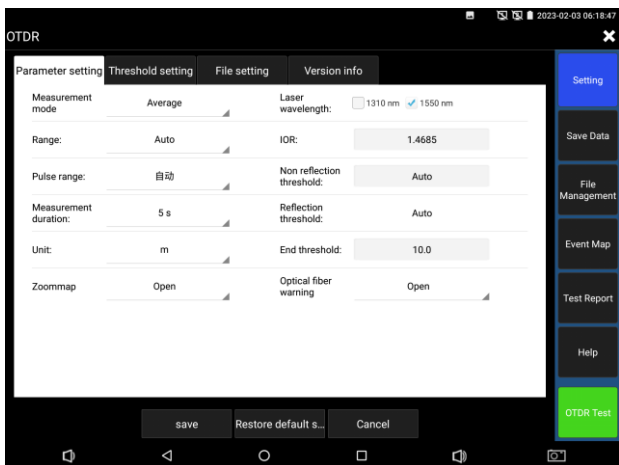 2023-02-03 06:18:47
OTDR
Parameter setting
Threshold setting
File setting
Version info
Measurement
mode
Average
Laser
wavelength:
1310 nm
1550 nm
Range:
Auto
IOR:
1.4685
Pulse range:
自动
Non reflection
threshold:
Auto
Measurement
duration:
5 s
Reflection
threshold:
Auto
Unit:
m
End threshold:
10.0
Zoommap
Open
Optical fiber
warning
Open
save
Restore default s...
Cancel
Setting
Save Data
File
Management
Event Map
Test Report
Help
OTDR Test